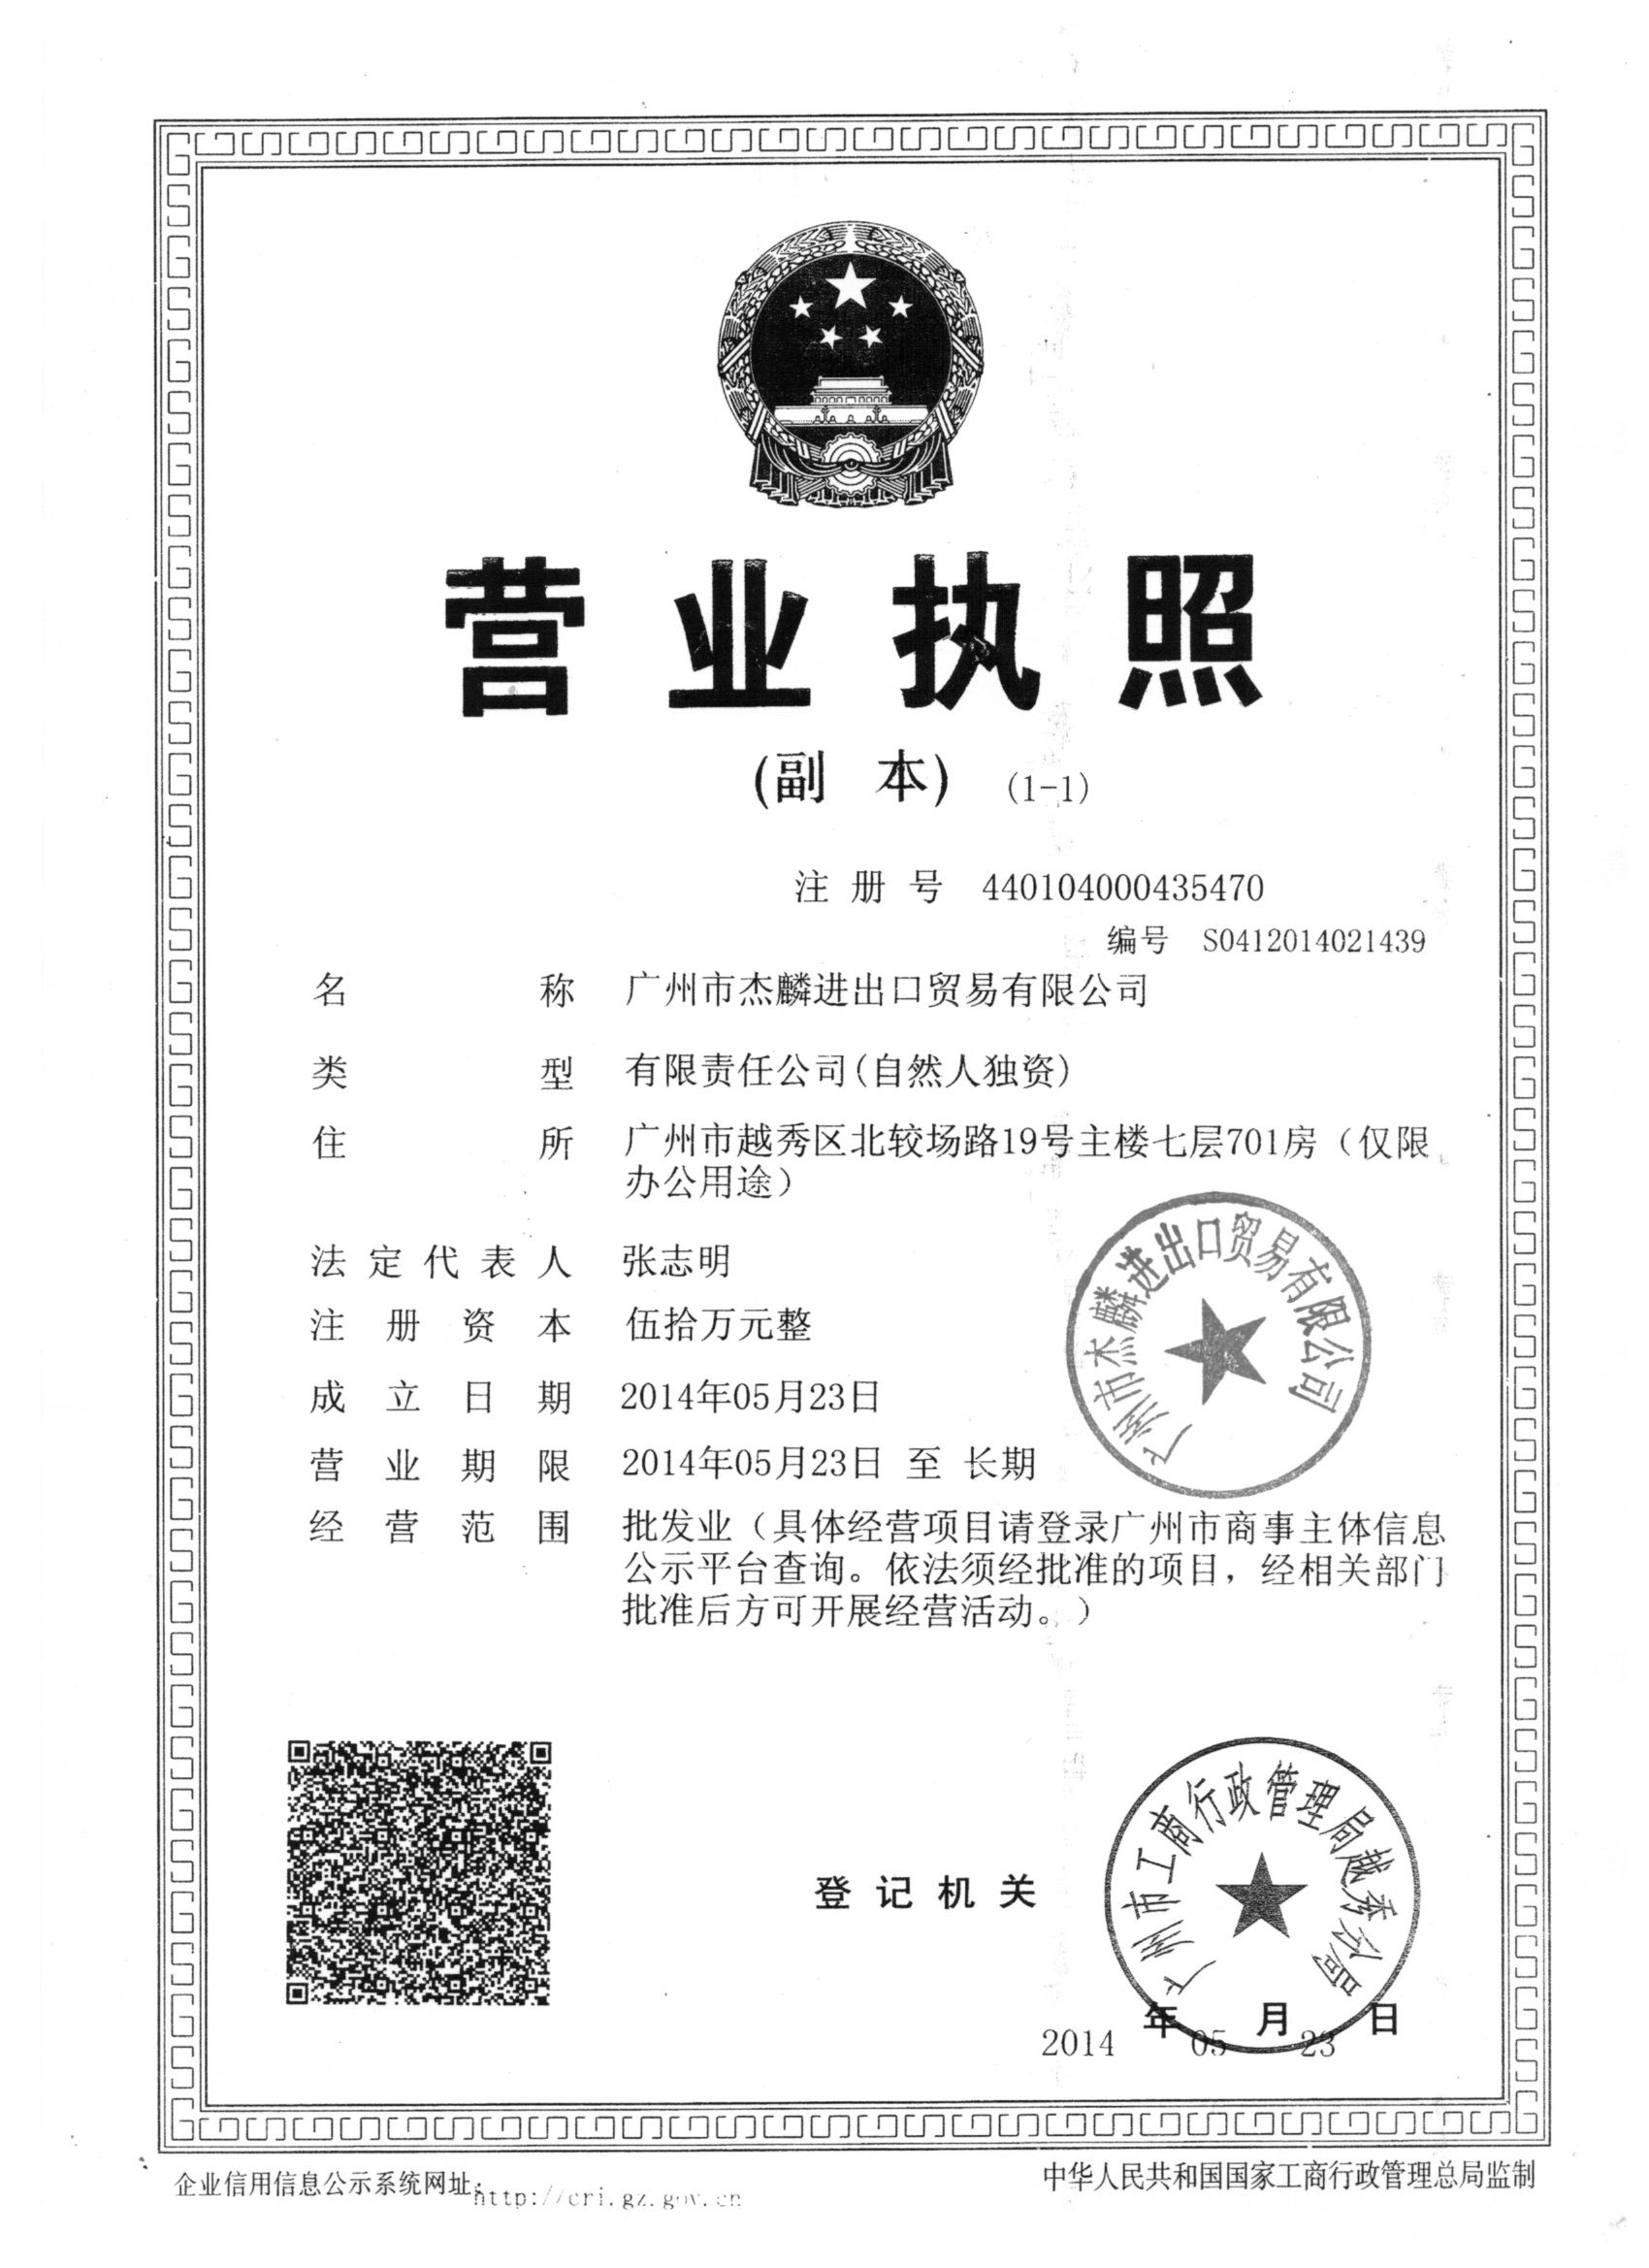 营业执照
(副 本) (1-1)
注册号 440104000435470
编号 S0412014021439
名称 广州市杰麟进出口贸易有限公司
类型 有限责任公司(自然人独资)
住所 广州市越秀区北较场路19号主楼七层701房（仅限
办公用途）
法定代表人 张志明
注册资本 伍拾万元整
成立日期 2014年05月23日
营业期限 2014年05月23日 至 长期
经营范围 批发业（具体经营项目请登录广州市商事主体信息
公示平台查询。依法须经批准的项目，经相关部门
批准后方可开展经营活动。）
广州市杰麟进出口贸易有限公司
登记机关
广州市工商行政管理局越秀分局
2014年05月23日
企业信用信息公示系统网址：http://cri.gz.gov.cn
中华人民共和国国家工商行政管理总局监制